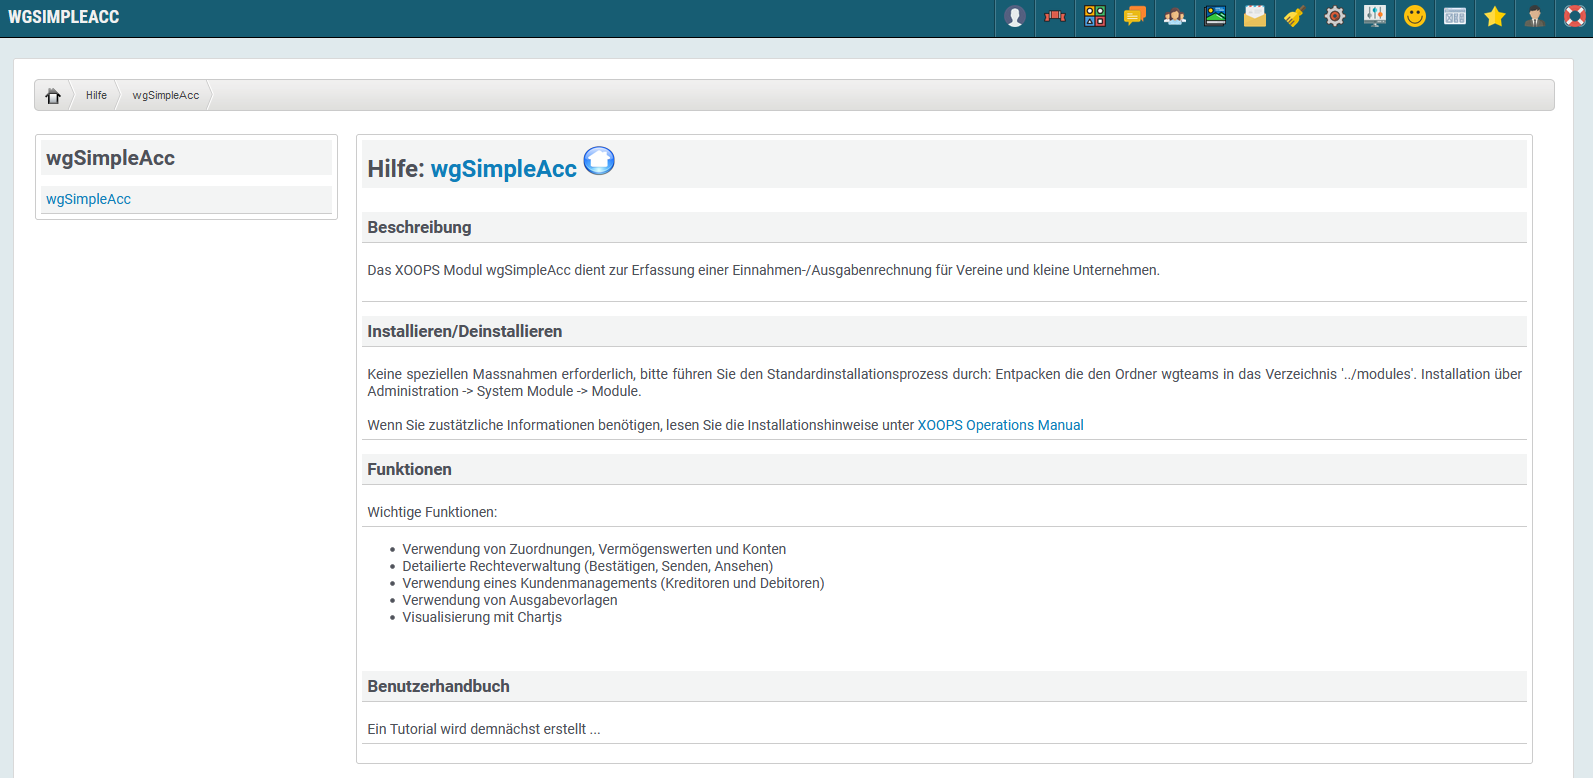 WGSIMPLEACC
Hilfe
wgSimpleAcc
wgSimpleAcc
wgSimpleAcc
Hilfe: wgSimpleAcc
Beschreibung
Das XOOPS Modul wgSimpleAcc dient zur Erfassung einer Einnahmen-/Ausgabenrechnung für Vereine und kleine Unternehmen.
Installieren/Deinstallieren
Keine speziellen Massnahmen erforderlich, bitte führen Sie den Standardinstallationsprozess durch: Entpacken die den Ordner wgteams in das Verzeichnis '../modules'. Installation über
Administration -> System Module -> Module.
Wenn Sie zustätzliche Informationen benötigen, lesen Sie die Installationshinweise unter XOOPS Operations Manual
Funktionen
Wichtige Funktionen:
• Verwendung von Zuordnungen, Vermögenswerten und Konten
• Detailierte Rechteverwaltung (Bestätigen, Senden, Ansehen)
• Verwendung eines Kundenmanagements (Kreditoren und Debitoren)
• Verwendung von Ausgabevorlagen
• Visualisierung mit Chartjs
Benutzerhandbuch
Ein Tutorial wird demnächst erstellt ...